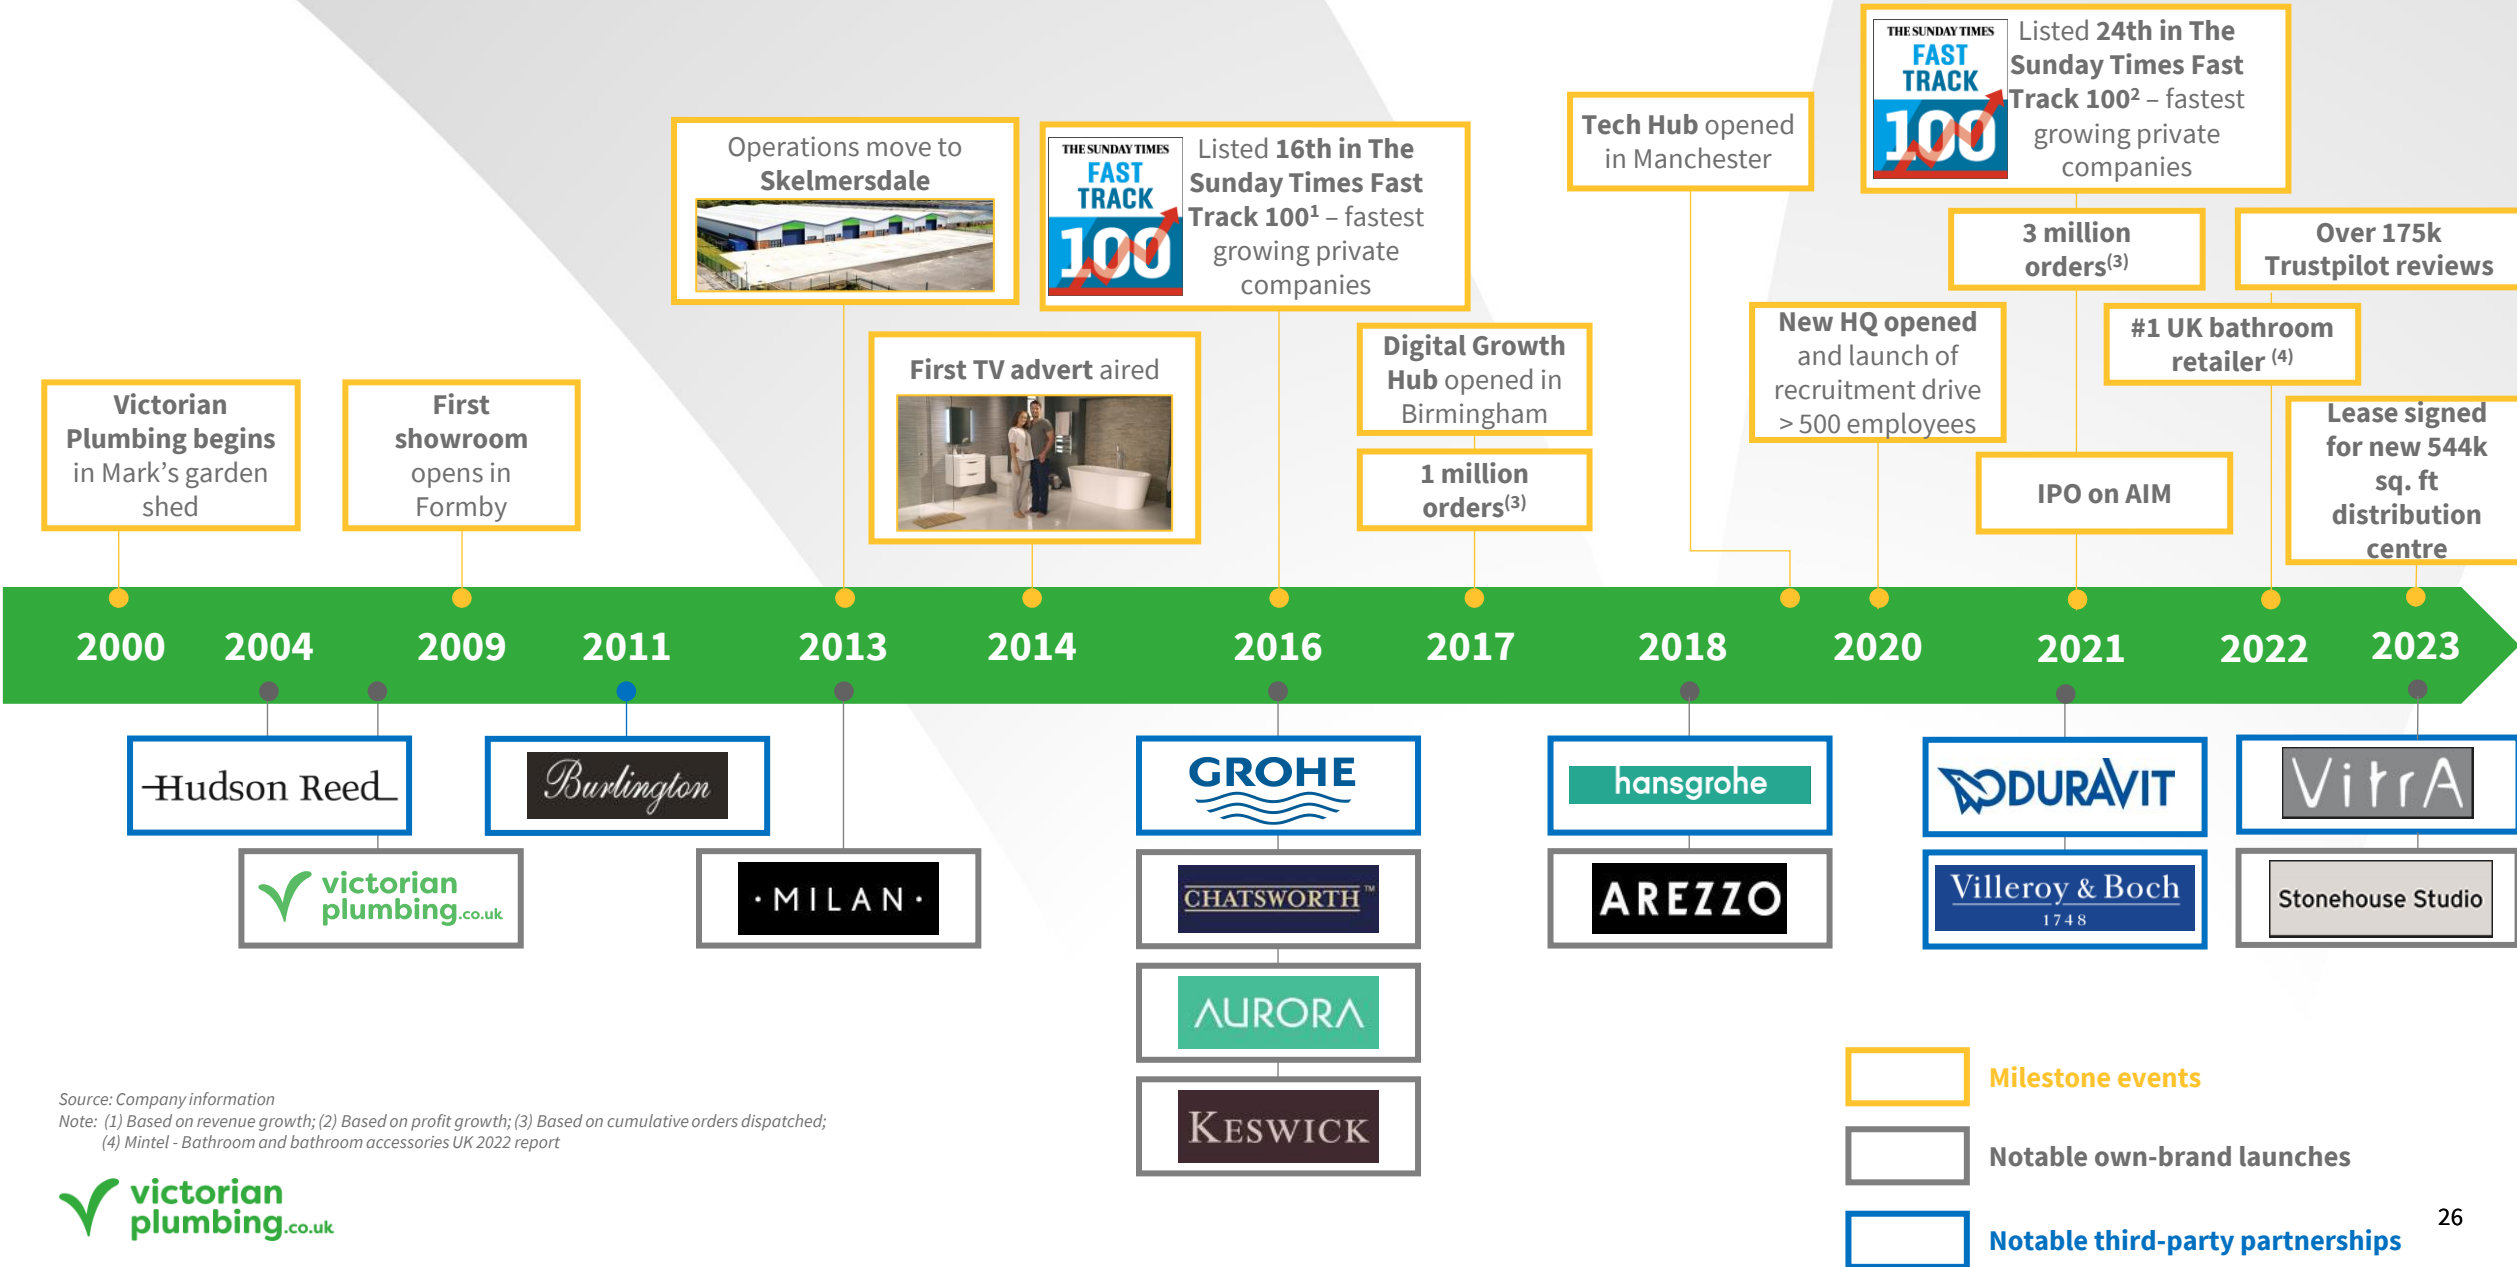 Victorian
Plumbing begins
in Mark's garden
shed
First
showroom
opens in
Formby
Operations move to
Skelmersdale
First TV advert aired
THE SUNDAY TIMES
FAST
TRACK
100
Listed 16th in The
Sunday Times Fast
Track 100¹ – fastest
growing private
companies
Digital Growth
Hub opened in
Birmingham
1 million
orders(3)
Tech Hub opened
in Manchester
New HQ opened
and launch of
recruitment drive
> 500 employees
THE SUNDAY TIMES
FAST
TRACK
100
Listed 24th in The
Sunday Times Fast
Track 100² – fastest
growing private
companies
3 million
orders(3)
IPO on AIM
Over 175k
Trustpilot reviews
#1 UK bathroom
retailer (4)
Lease signed
for new 544k
sq. ft
distribution
centre
2000 2004 2009 2011 2013 2014 2016 2017 2018 2020 2021 2022 2023
Hudson Reed
victorian
plumbing.co.uk
Burlington
·MILAN·
GROHE
CHATSWORTH™
AURORA
KESWICK
hansgrohe
AREZZO
DURAVIT
Villeroy & Boch
1748
VitrA
Stonehouse Studio
Source: Company information
Note: (1) Based on revenue growth; (2) Based on profit growth; (3) Based on cumulative orders dispatched;
(4) Mintel - Bathroom and bathroom accessories UK 2022 report
victorian
plumbing.co.uk
Milestone events
Notable own-brand launches
Notable third-party partnerships
26